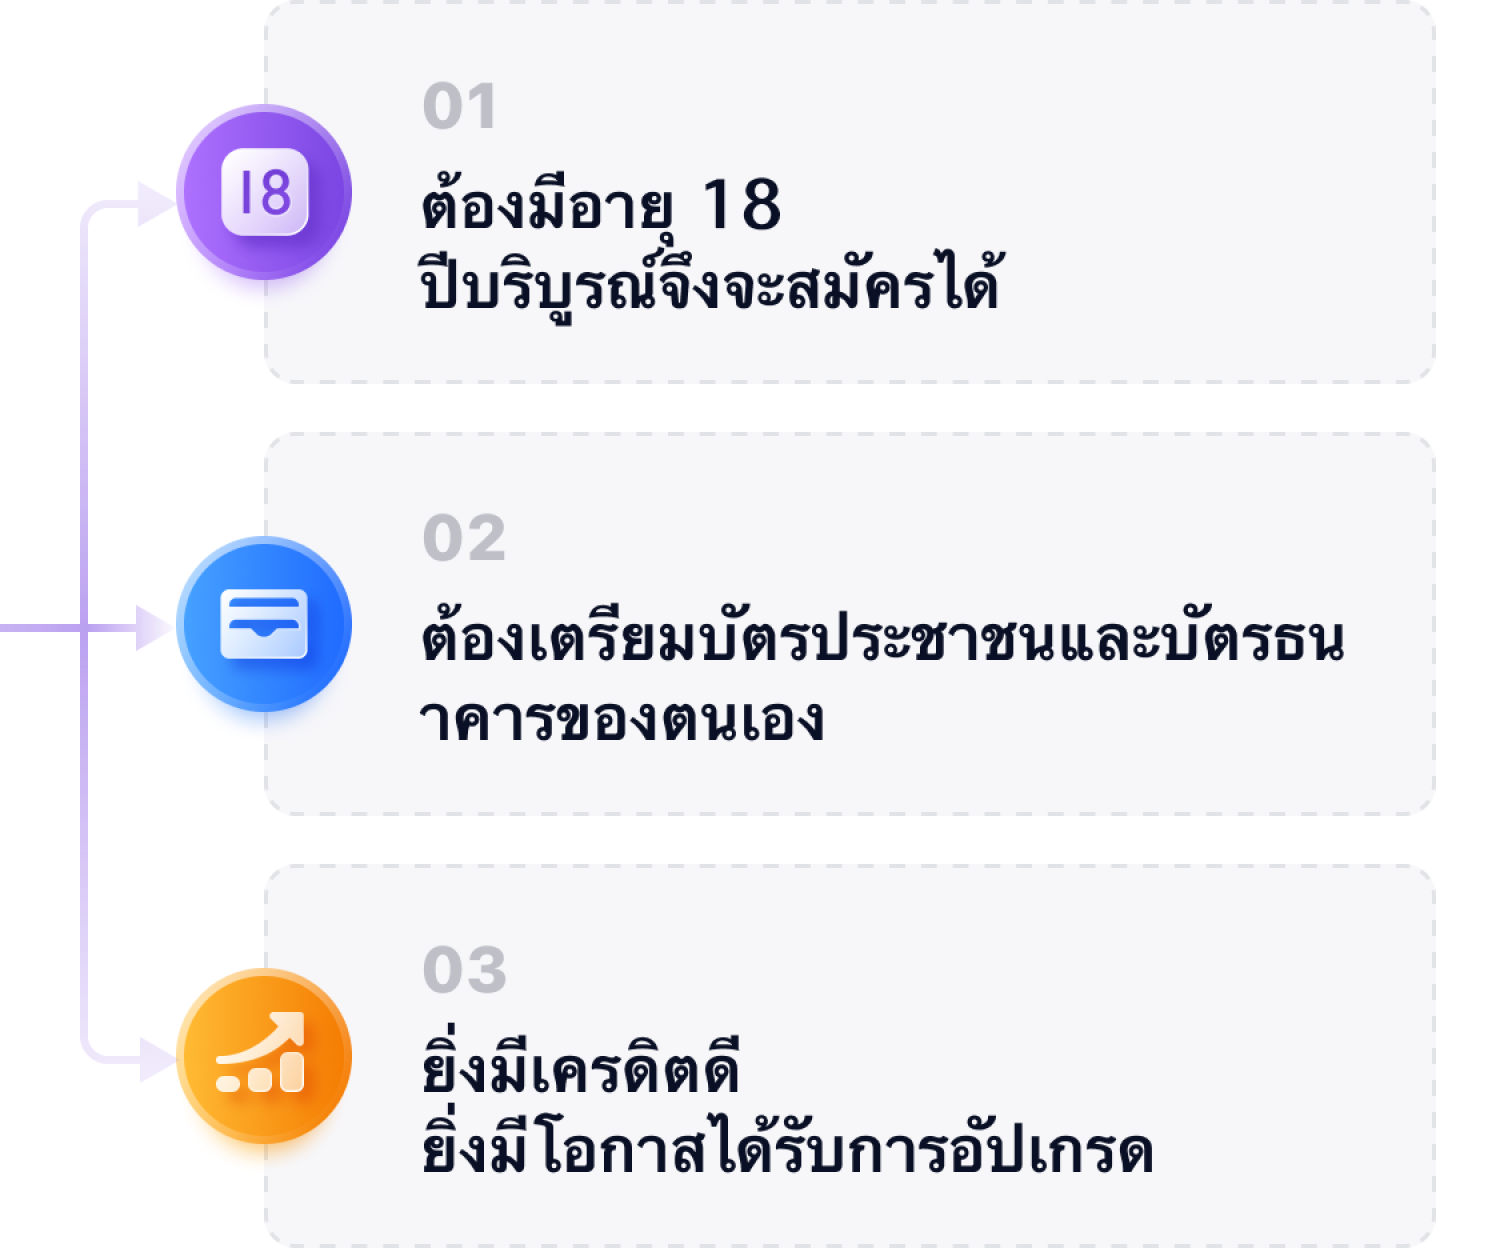 01
18
ต้องมีอายุ 18
ปีบริบูรณ์จึงจะสมัครได้
02
ต้องเตรียมบัตรประชาชนและบัตรธน
าคารของตนเอง
03
ยิ่งมีเครดิตดี
ยิ่งมีโอกาสได้รับการอัปเกรด